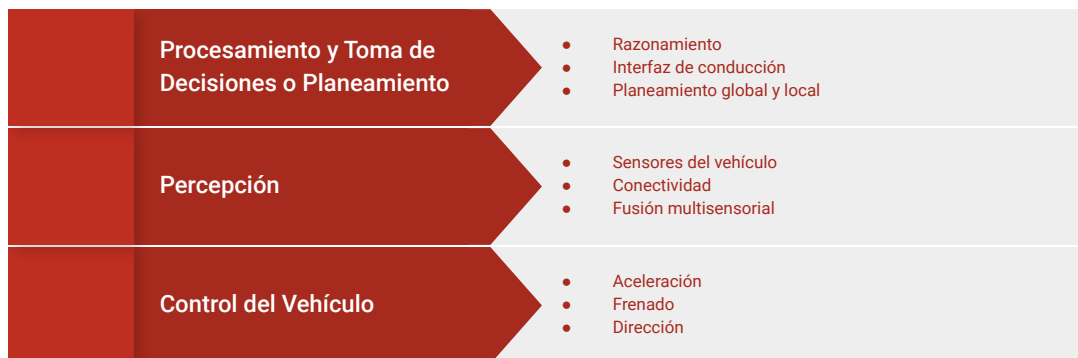 Procesamiento y Toma de
Decisiones o Planeamiento
● Razonamiento
● Interfaz de conducción
● Planeamiento global y local
Percepción
● Sensores del vehículo
● Conectividad
● Fusión multisensorial
Control del Vehículo
● Aceleración
● Frenado
● Dirección